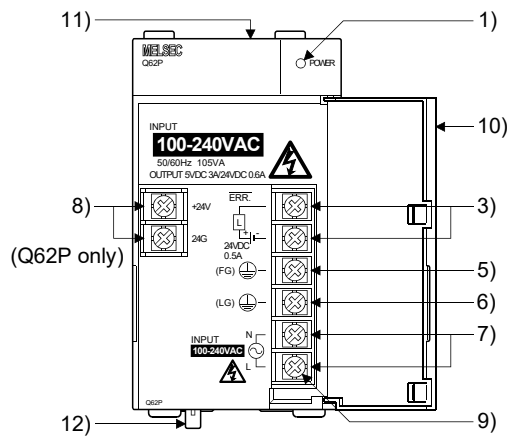 11)
1)
MELSEC
Q62P
POWER
10)
INPUT
100-240VAC
50/60Hz 105VA
OUTPUT 5VDC 3A/24VDC 0.6A
8)
+24V
ERR.
L
+ -
3)
24G
24VDC
0.5A
(Q62P only)
(FG)
5)
(LG)
6)
N
7)
INPUT
100-240VAC
L
Q62P
9)
12)